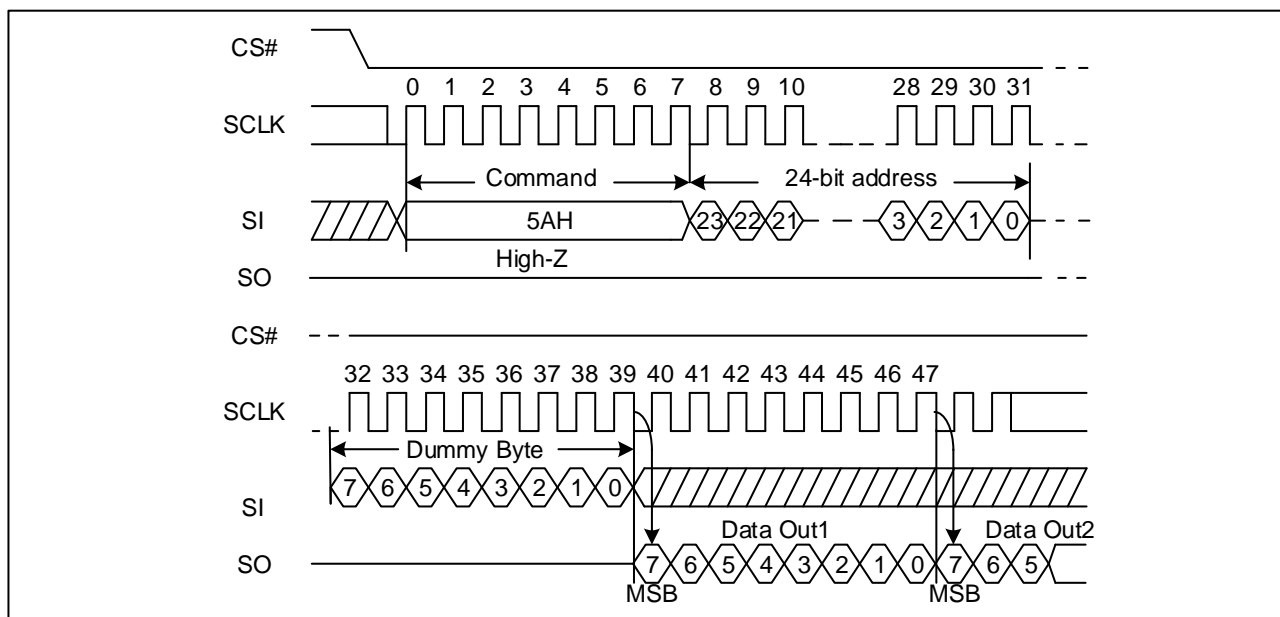 CS#
0 1 2 3 4 5 6 7 8 9 10 28 29 30 31
SCLK
Command 24-bit address
SI 5AH 23 22 21 3 2 1 0
High-Z
SO
CS#
32 33 34 35 36 37 38 39 40 41 42 43 44 45 46 47
SCLK
Dummy Byte
SI 7 6 5 4 3 2 1 0
Data Out1 Data Out2
SO 7 6 5 4 3 2 1 0 7 6 5
MSB MSB